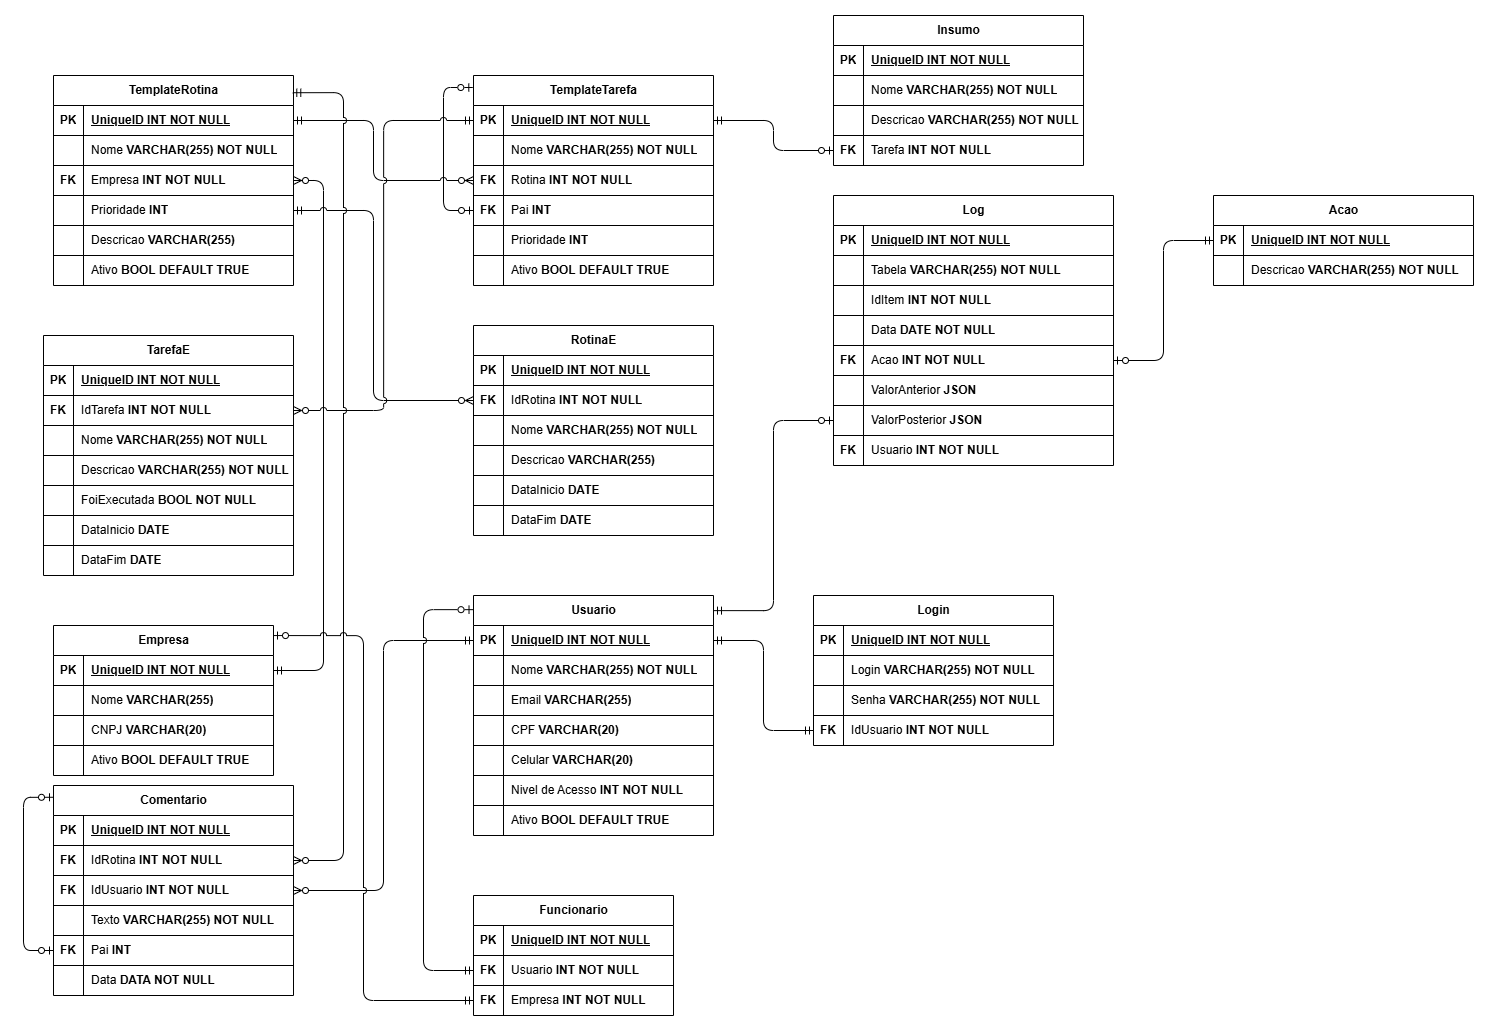 TemplateRotina
PK UniqueID INT NOT NULL
Nome VARCHAR(255) NOT NULL
FK Empresa INT NOT NULL
Prioridade INT
Descricao VARCHAR(255)
Ativo BOOL DEFAULT TRUE
TemplateTarefa
PK UniqueID INT NOT NULL
Nome VARCHAR(255) NOT NULL
FK Rotina INT NOT NULL
FK Pai INT
Prioridade INT
Ativo BOOL DEFAULT TRUE
Insumo
PK UniqueID INT NOT NULL
Nome VARCHAR(255) NOT NULL
Descricao VARCHAR(255) NOT NULL
FK Tarefa INT NOT NULL
Log
PK UniqueID INT NOT NULL
Tabela VARCHAR(255) NOT NULL
IdItem INT NOT NULL
Data DATE NOT NULL
FK Acao INT NOT NULL
ValorAnterior JSON
ValorPosterior JSON
FK Usuario INT NOT NULL
Acao
PK UniqueID INT NOT NULL
Descricao VARCHAR(255) NOT NULL
TarefaE
PK UniqueID INT NOT NULL
FK IdTarefa INT NOT NULL
Nome VARCHAR(255) NOT NULL
Descricao VARCHAR(255) NOT NULL
FoiExecutada BOOL NOT NULL
DataInicio DATE
DataFim DATE
RotinaE
PK UniqueID INT NOT NULL
FK IdRotina INT NOT NULL
Nome VARCHAR(255) NOT NULL
Descricao VARCHAR(255)
DataInicio DATE
DataFim DATE
Empresa
PK UniqueID INT NOT NULL
Nome VARCHAR(255)
CNPJ VARCHAR(20)
Ativo BOOL DEFAULT TRUE
Usuario
PK UniqueID INT NOT NULL
Nome VARCHAR(255) NOT NULL
Email VARCHAR(255)
CPF VARCHAR(20)
Celular VARCHAR(20)
Nivel de Acesso INT NOT NULL
Ativo BOOL DEFAULT TRUE
Login
PK UniqueID INT NOT NULL
Login VARCHAR(255) NOT NULL
Senha VARCHAR(255) NOT NULL
FK IdUsuario INT NOT NULL
Comentario
PK UniqueID INT NOT NULL
FK IdRotina INT NOT NULL
FK IdUsuario INT NOT NULL
Texto VARCHAR(255) NOT NULL
FK Pai INT
Data DATA NOT NULL
Funcionario
PK UniqueID INT NOT NULL
FK Usuario INT NOT NULL
FK Empresa INT NOT NULL